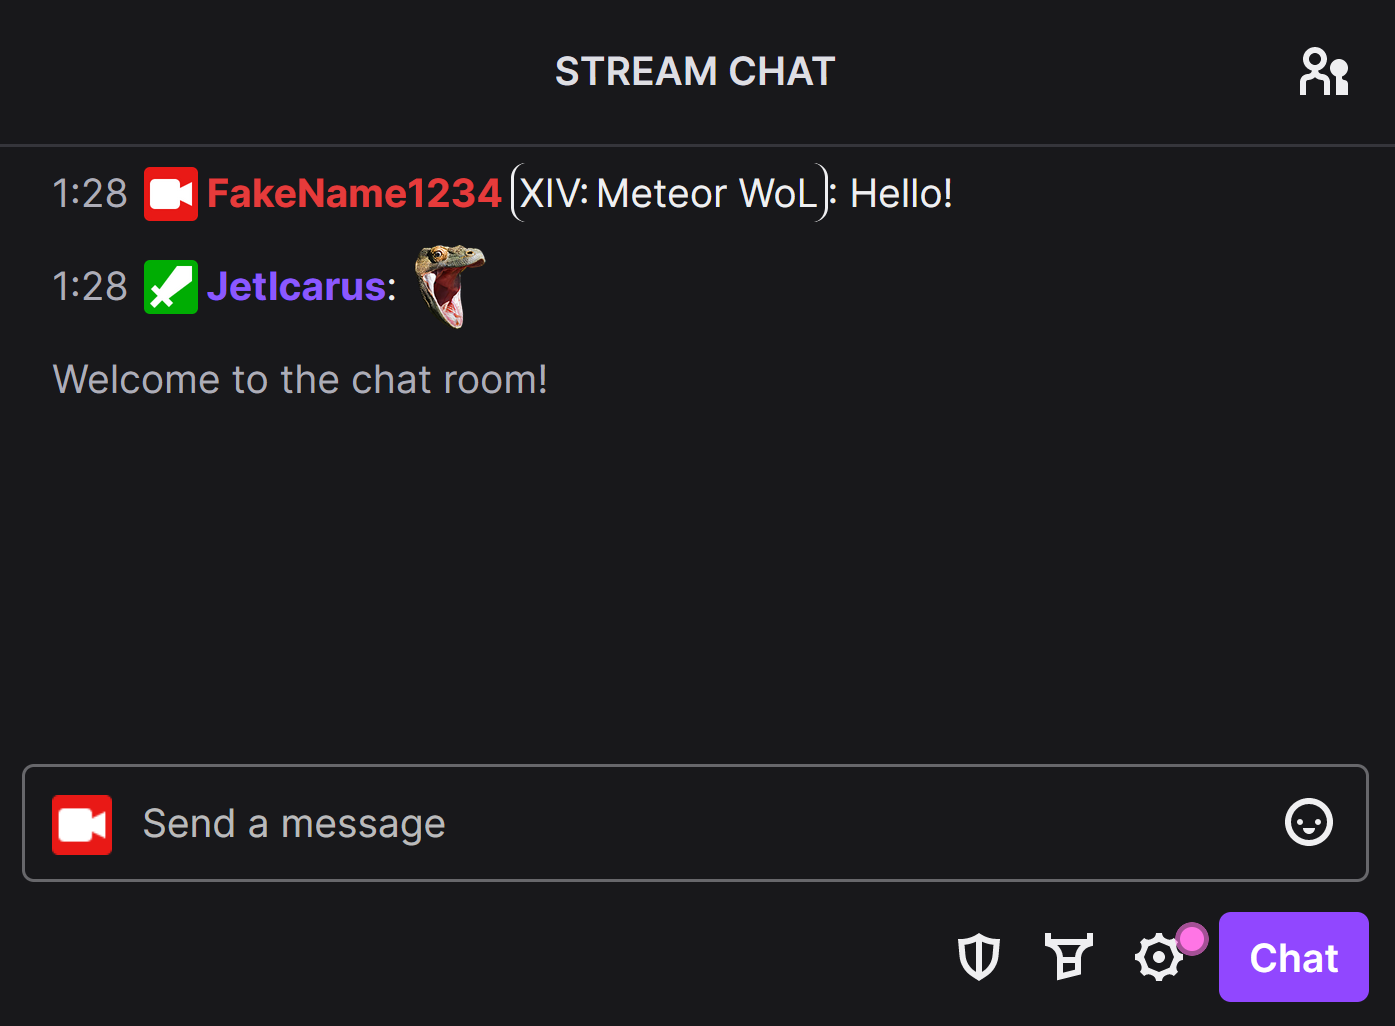 STREAM CHAT
1:28 FakeName1234 (XIV: Meteor WoL): Hello!
1:28 JetIcarus:
Welcome to the chat room!
Send a message
Chat